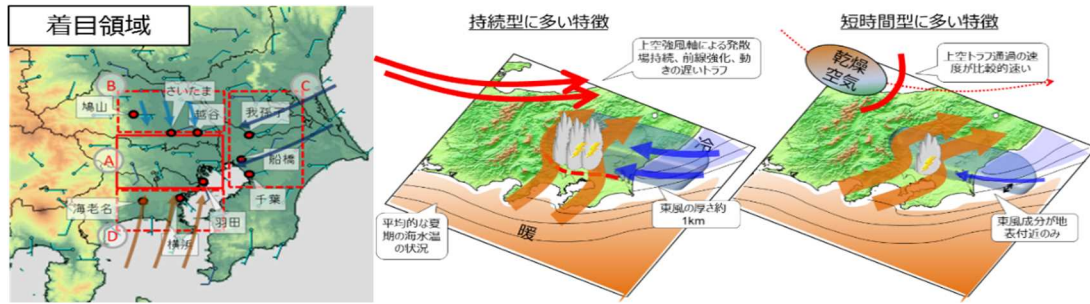 着目領域
B
さいたま
C
鳩山
越谷
我孫子
A
船橋
海老名
千葉
羽田
D
横浜
持続型に多い特徴
上空強風軸による発散
場持続、前線強化、動
きの遅いトラフ
冷
平均的な夏
期の海水温
の状況
暖
東風の厚さ約
1km
短時間型に多い特徴
乾燥
空気
上空トラフ通過の速
度が比較的速い
東風成分が地
表付近のみ